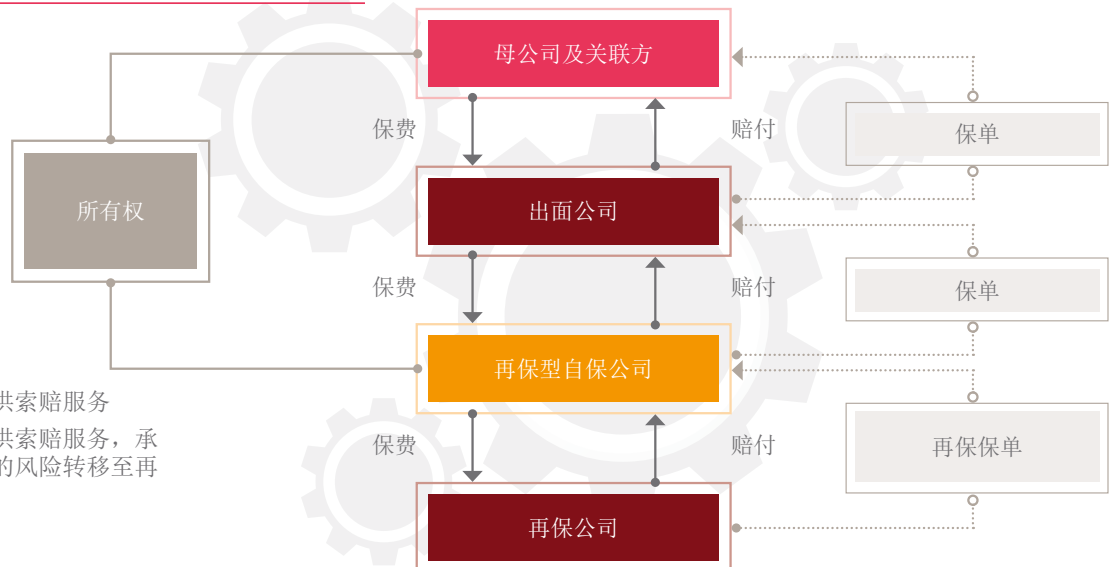 母公司及关联方
保费
赔付
保单
所有权
出面公司
保费
赔付
保单
再保型自保公司
供索赔服务
供索赔服务，承
的风险转移至再
保费
赔付
再保保单
再保公司